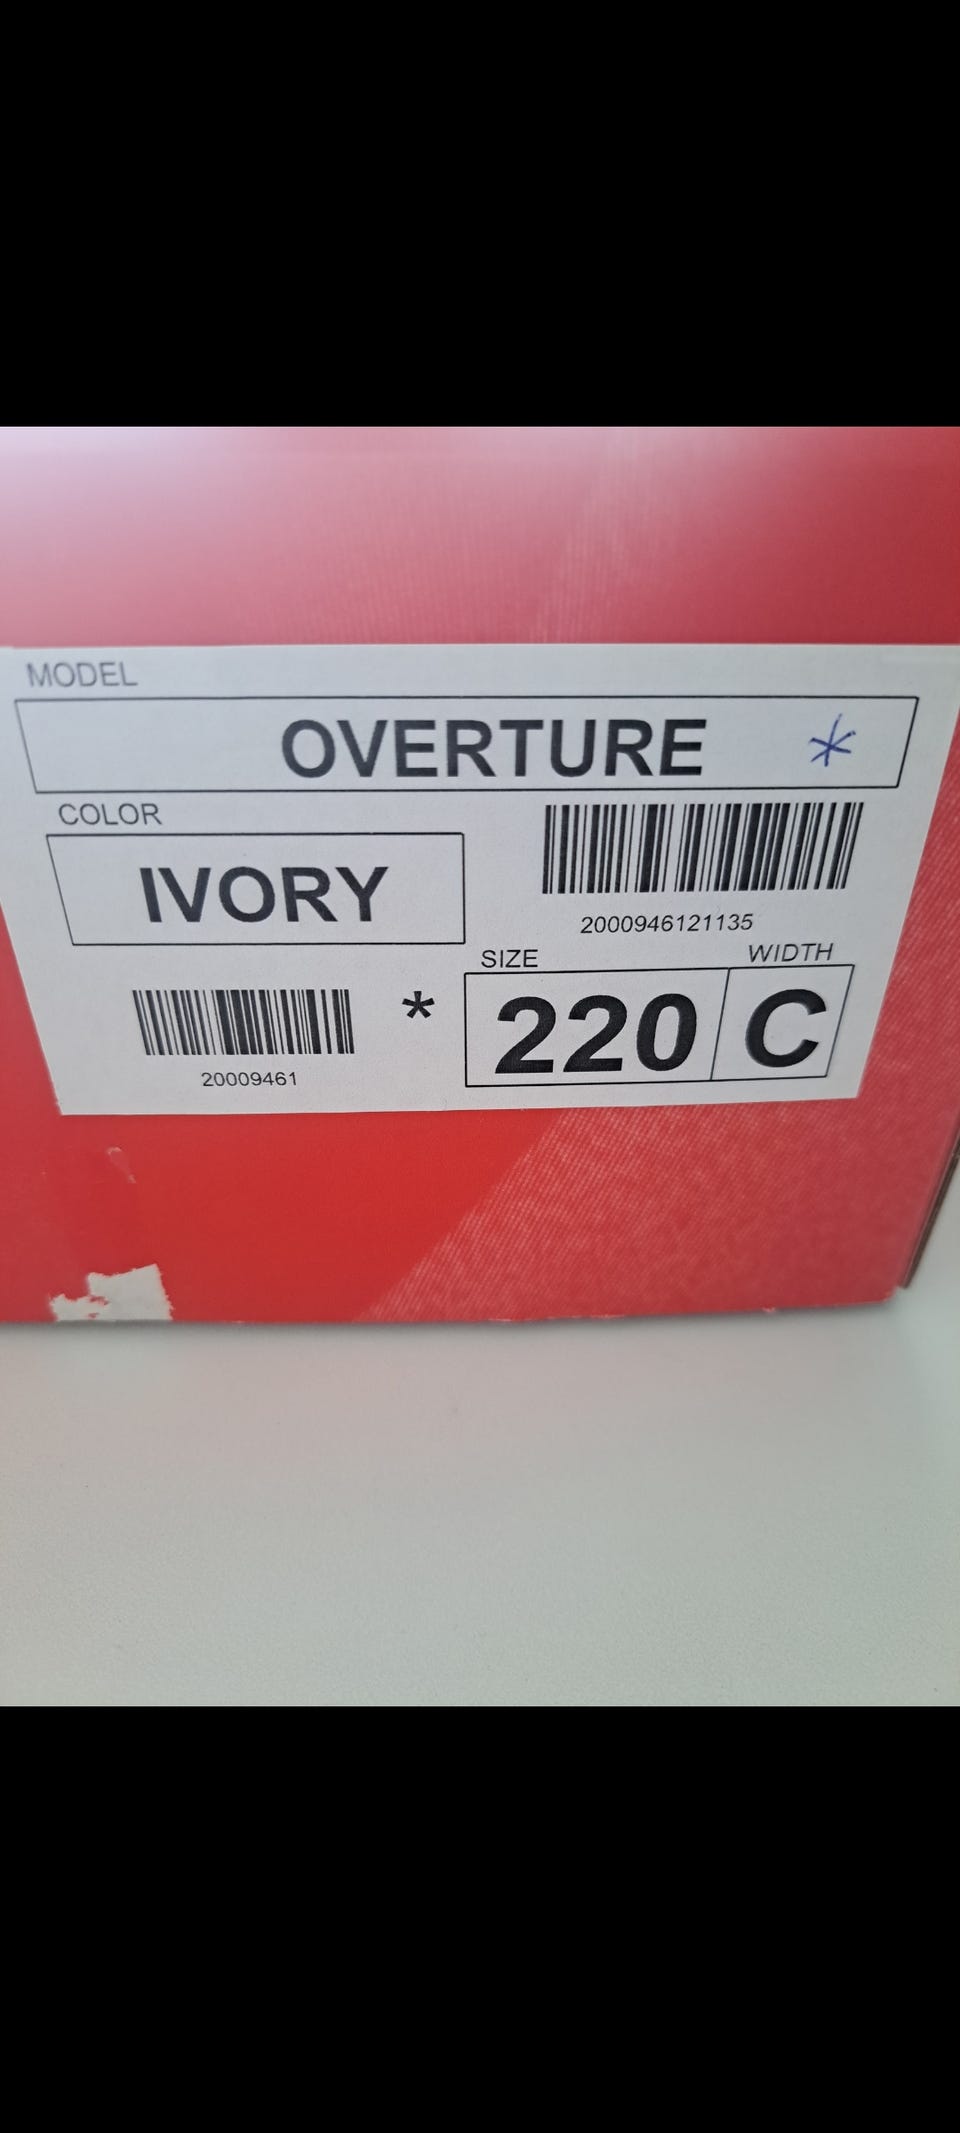 MODEL
OVERTURE *
COLOR
IVORY
2000946121135
SIZE WIDTH
* 220 C
20009461